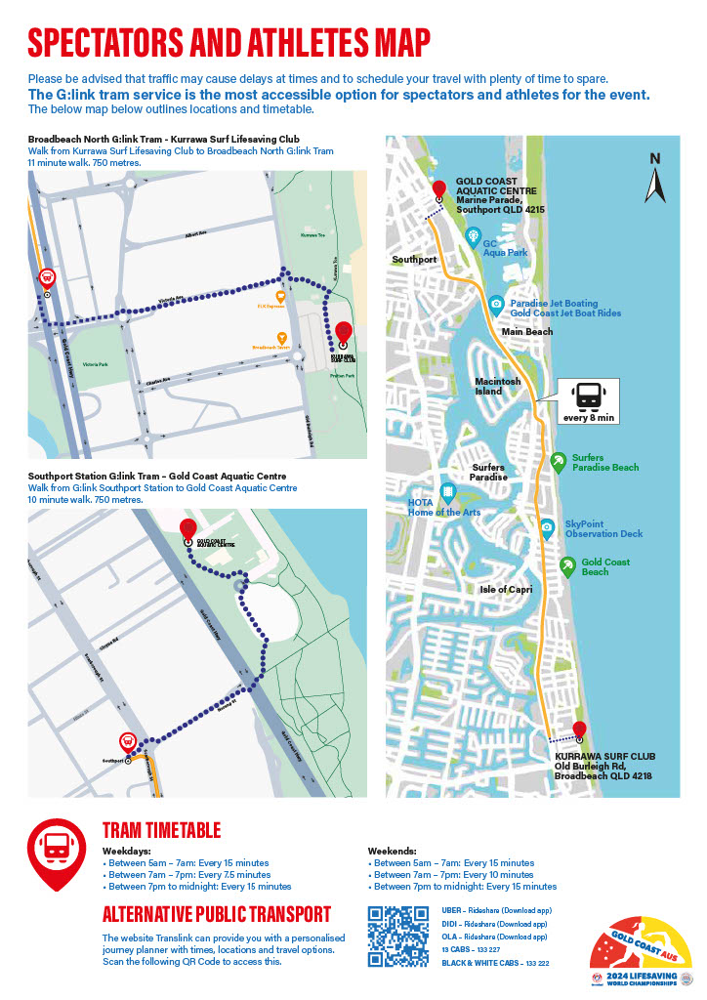 SPECTATORS AND ATHLETES MAP
Please be advised that traffic may cause delays at times and to schedule your travel with plenty of time to spare.
The G:link tram service is the most accessible option for spectators and athletes for the event.
The below map below outlines locations and timetable.
Broadbeach North G:link Tram - Kurrawa Surf Lifesaving Club
Walk from Kurrawa Surf Lifesaving Club to Broadbeach North G:link Tram
11 minute walk. 750 metres.
Albert Ave
Kurrawa Tce
Kurrawa Tce
Victoria Ave
Broadbeach Tavern
KURRAWA
SURF CLUB
Gold Coast Hwy
Victoria Park
Pratten Park
Charles Ave
Old Burleigh Rd
Southport Station G:link Tram – Gold Coast Aquatic Centre
Walk from G:link Southport Station to Gold Coast Aquatic Centre
10 minute walk. 750 metres.
GOLD COAST
AQUATIC CENTRE
Gold Coast Hwy
Scarborough St
Gold Coast Hwy
Southport
N
GOLD COAST
AQUATIC CENTRE
Marine Parade,
Southport QLD 4215
GC
Aqua Park
Southport
Paradise Jet Boating
Gold Coast Jet Boat Rides
Main Beach
Macintosh
Island
every 8 min
Surfers
Paradise Beach
Surfers
Paradise
HOTA
Home of the Arts
SkyPoint
Observation Deck
Gold Coast
Beach
Isle of Capri
KURRAWA SURF CLUB
Old Burleigh Rd,
Broadbeach QLD 4218
TRAM TIMETABLE
Weekdays:
• Between 5am – 7am: Every 15 minutes
• Between 7am – 7pm: Every 7.5 minutes
• Between 7pm to midnight: Every 15 minutes
Weekends:
• Between 5am – 7am: Every 15 minutes
• Between 7am – 7pm: Every 10 minutes
• Between 7pm to midnight: Every 15 minutes
ALTERNATIVE PUBLIC TRANSPORT
The website Translink can provide you with a personalised
journey planner with times, locations and travel options.
Scan the following QR Code to access this.
UBER – Rideshare (Download app)
DIDI – Rideshare (Download app)
OLA – Rideshare (Download app)
13 CABS – 133 227
BLACK & WHITE CABS – 133 222
GOLD COAST AUS
2024 LIFESAVING
WORLD CHAMPIONSHIPS